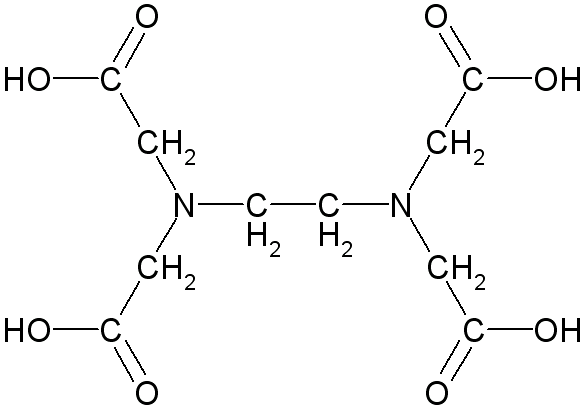 O O
HO C C OH
CH2 CH2
N C C N
H2 H2
CH2 CH2
HO C C OH
O O